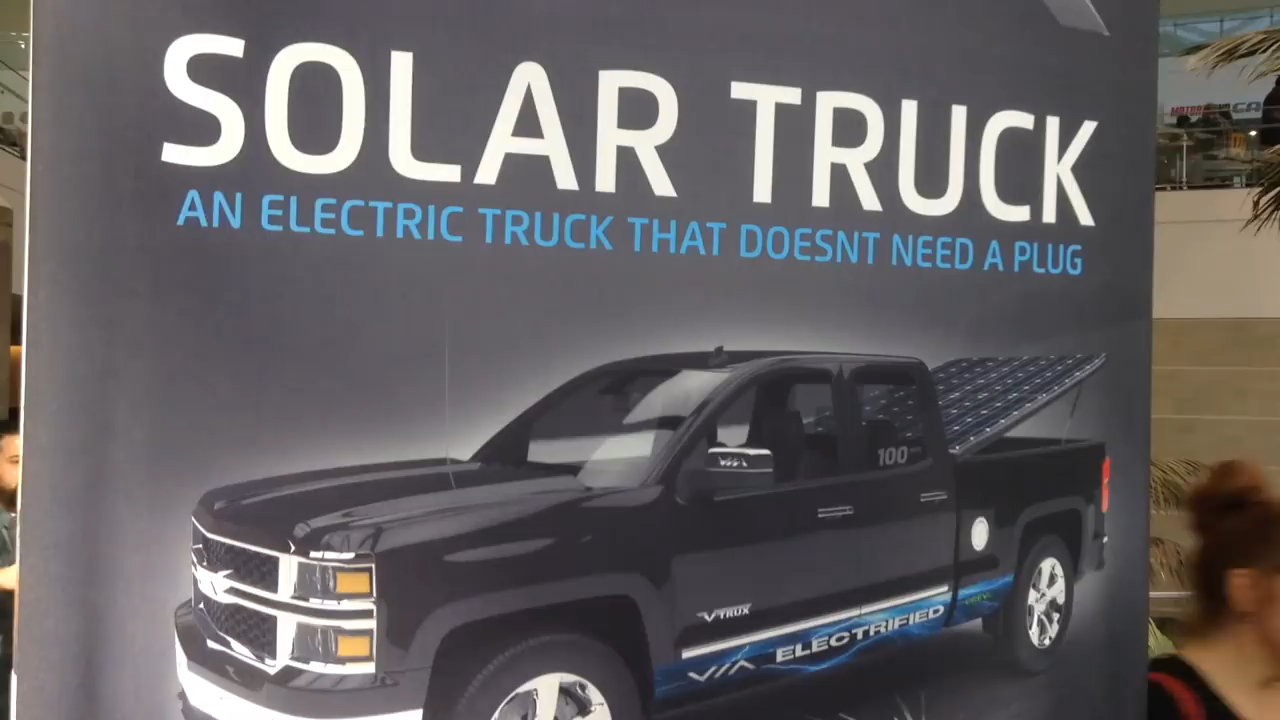 SOLAR TRUCK
AN ELECTRIC TRUCK THAT DOESNT NEED A PLUG
100
VTRUX
VIA ELECTRIFIED